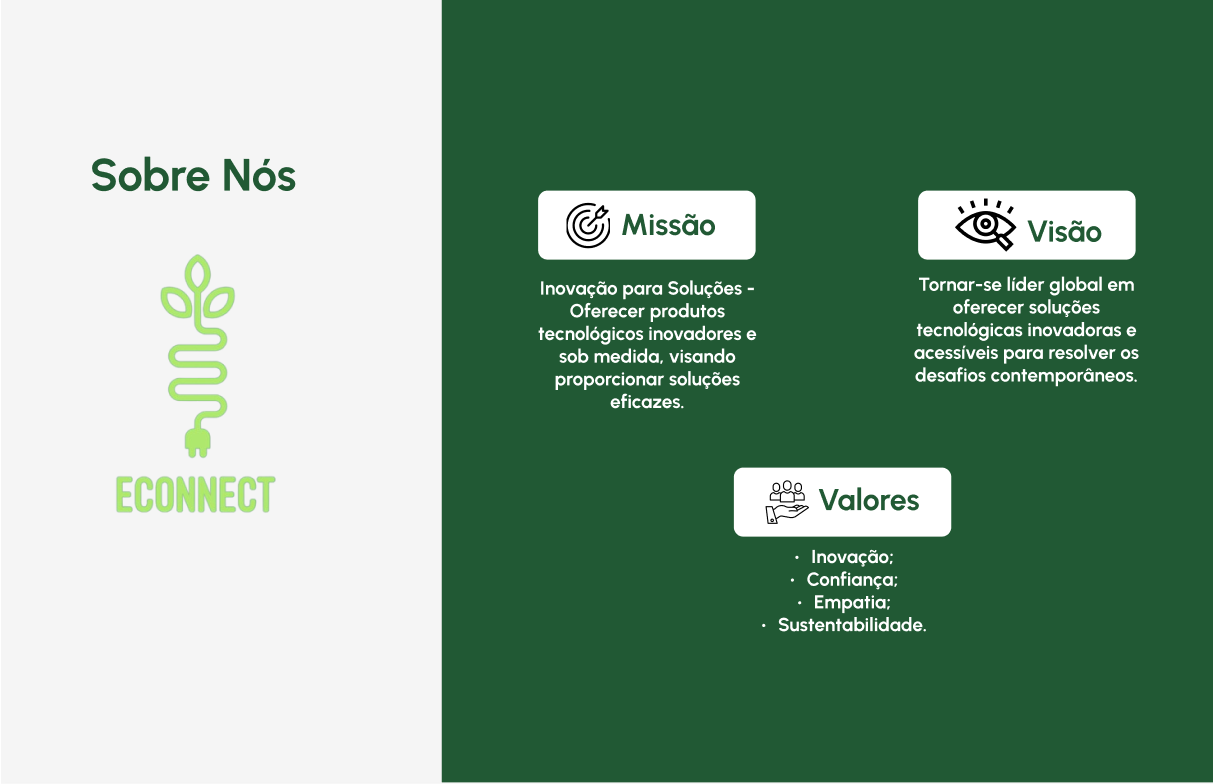 Sobre Nós
ECONNECT
Missão
Inovação para Soluções -
Oferecer produtos
tecnológicos inovadores e
sob medida, visando
proporcionar soluções
eficazes.
Visão
Tornar-se líder global em
oferecer soluções
tecnológicas inovadoras e
acessíveis para resolver os
desafios contemporâneos.
Valores
• Inovação;
• Confiança;
• Empatia;
• Sustentabilidade.